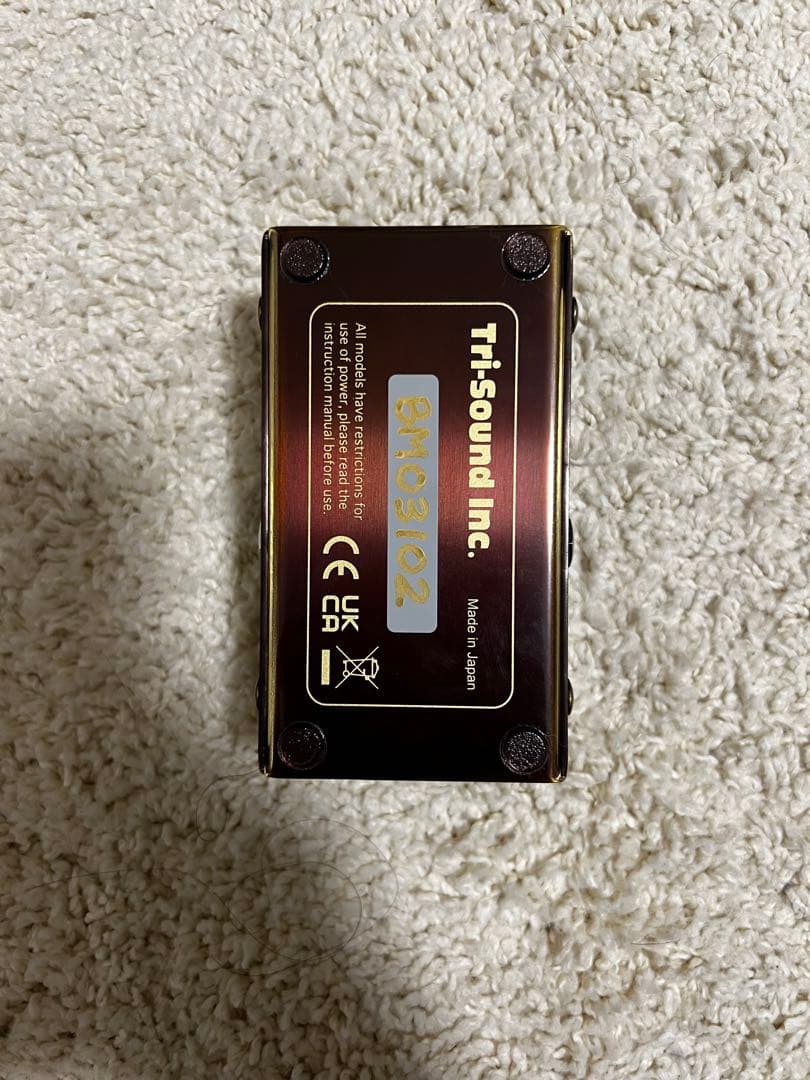 Tri-Sound Inc.
Made in Japan
BM03102
All models have restrictions for
use of power, please read the
instruction manual before use.
CE
UK
CA